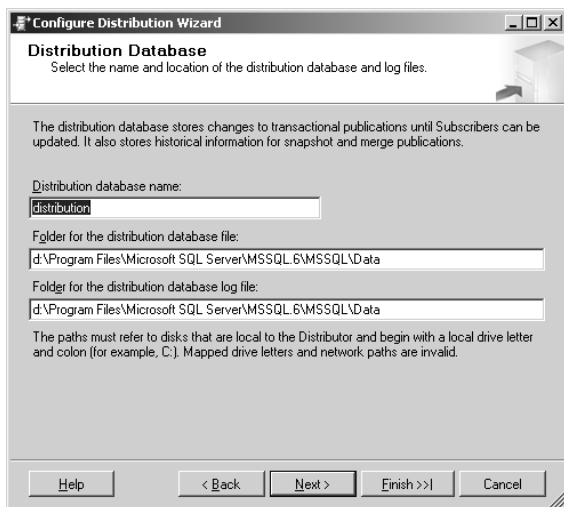 Configure Distribution Wizard
Distribution Database
Select the name and location of the distribution database and log files.
The distribution database stores changes to transactional publications until Subscribers can be
updated. It also stores historical information for snapshot and merge publications.
Distribution database name:
distribution
Folder for the distribution database file:
d:\Program Files\Microsoft SQL Server\MSSQL.6\MSSQL\Data
Folder for the distribution database log file:
d:\Program Files\Microsoft SQL Server\MSSQL.6\MSSQL\Data
The paths must refer to disks that are local to the Distributor and begin with a local drive letter
and colon (for example, C:). Mapped drive letters and network paths are invalid.
Help < Back Next > Finish >>| Cancel